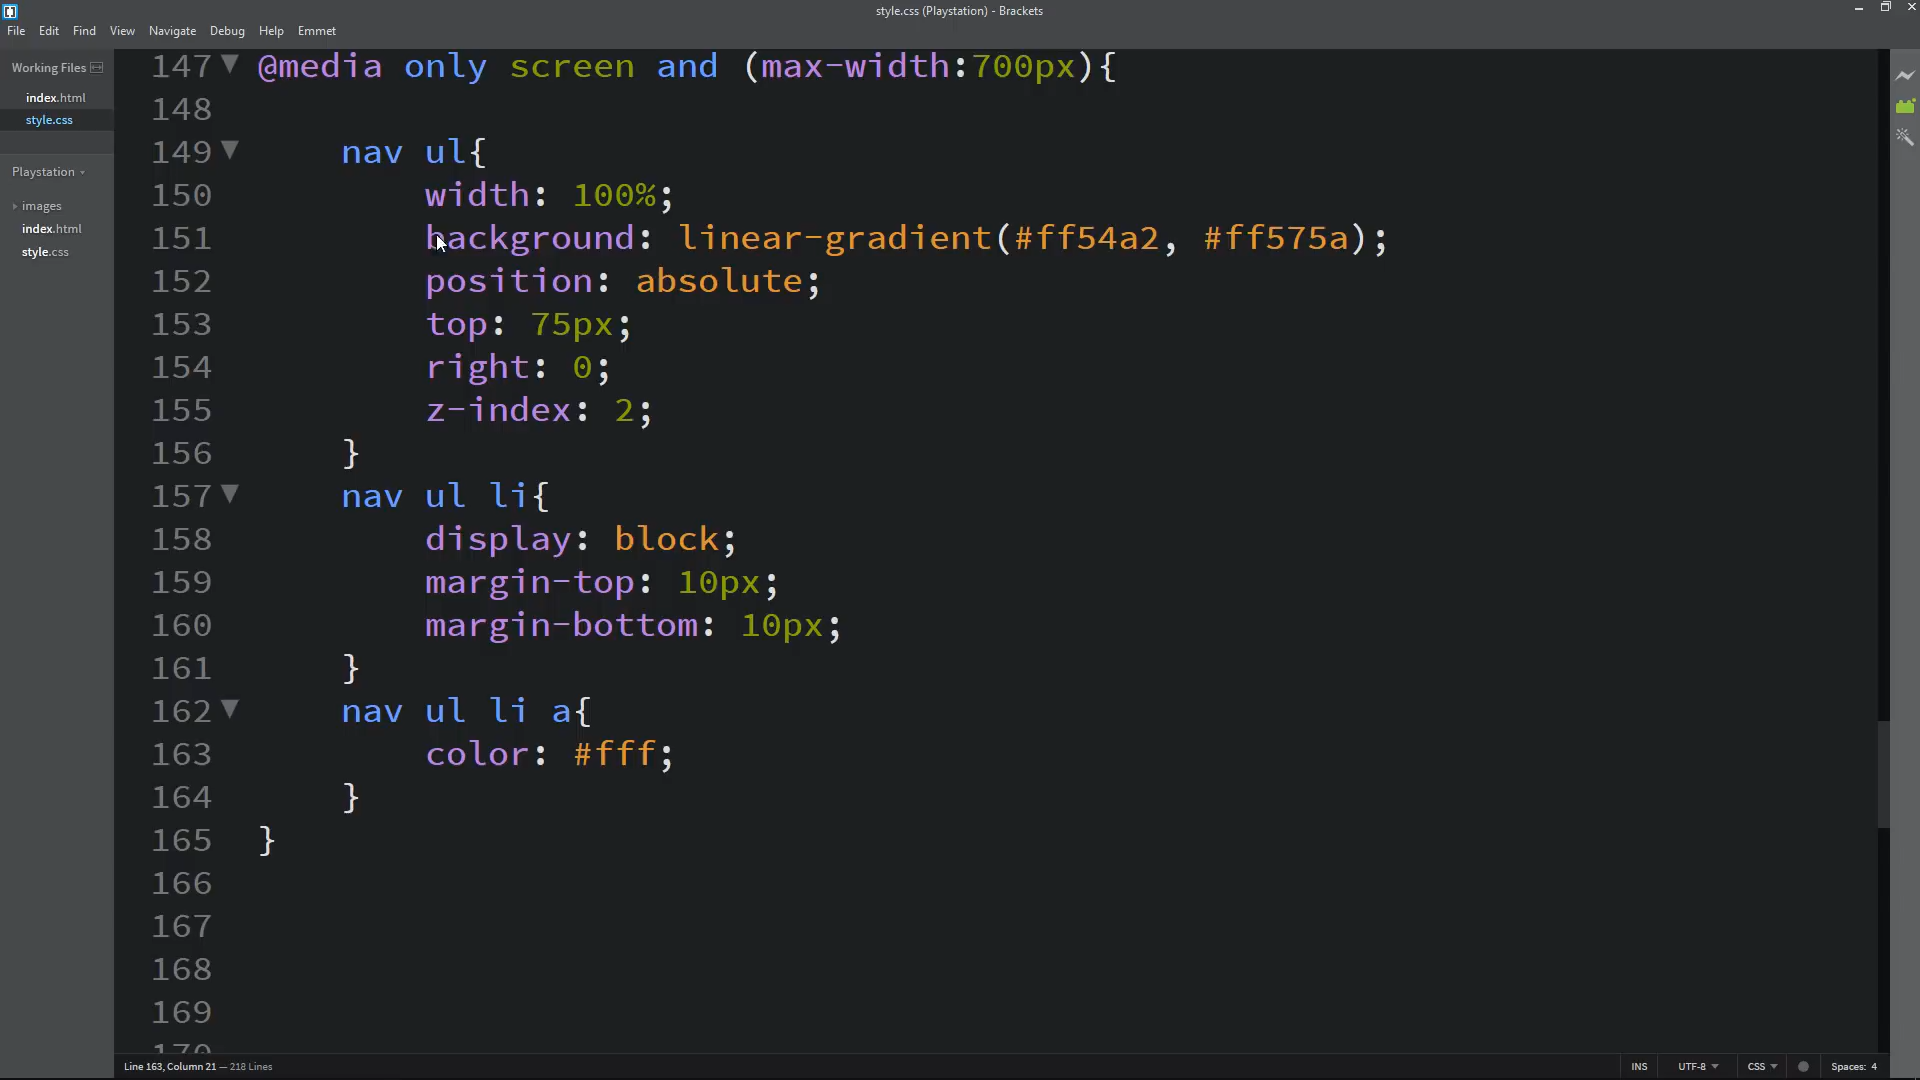 style.css (Playstation) - Brackets
File Edit Find View Navigate Debug Help Emmet
Working Files
index.html
style.css
Playstation
images
index.html
style.css
147 @media only screen and (max-width:700px){
148
149 nav ul{
150 width: 100%;
151 background: linear-gradient(#ff54a2, #ff575a);
152 position: absolute;
153 top: 75px;
154 right: 0;
155 z-index: 2;
156 }
157 nav ul li{
158 display: block;
159 margin-top: 10px;
160 margin-bottom: 10px;
161 }
162 nav ul li a{
163 color: #fff;
164 }
165 }
166
167
168
169
170
Line 163, Column 21 — 218 Lines
INS UTF-8 CSS Spaces: 4